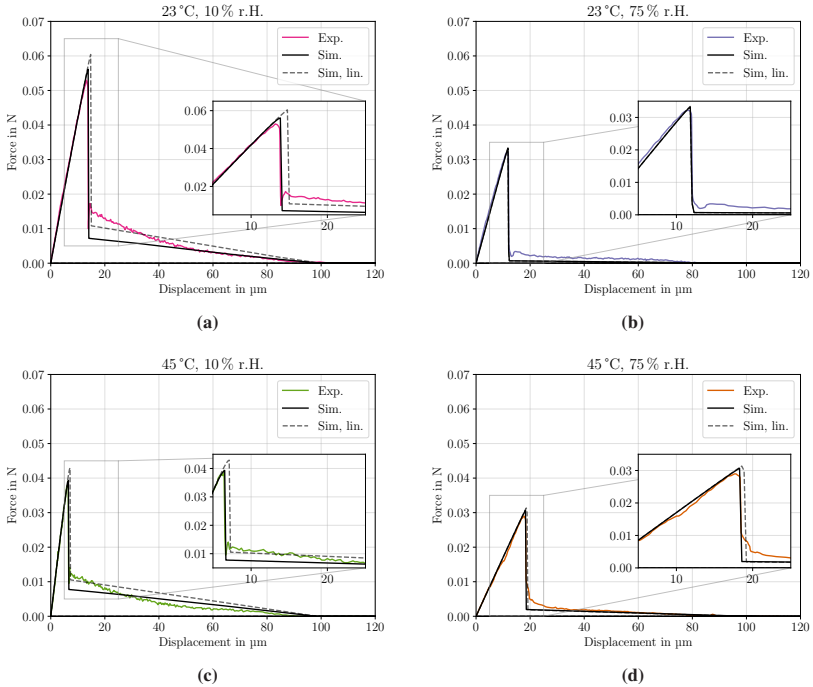 23 °C, 10 % r.H.
0.07
0.06
0.05
0.04
0.03
0.02
0.01
0.00
Force in N
Exp.
Sim.
Sim, lin.
0.06
0.04
0.02
10
20
0
20
40
60
80
100
120
Displacement in µm
(a)
23 °C, 75 % r.H.
0.07
0.06
0.05
0.04
0.03
0.02
0.01
0.00
Force in N
Exp.
Sim.
Sim, lin.
0.03
0.02
0.01
0.00
10
20
0
20
40
60
80
100
120
Displacement in µm
(b)
45 °C, 10 % r.H.
0.07
0.06
0.05
0.04
0.03
0.02
0.01
0.00
Force in N
Exp.
Sim.
Sim, lin.
0.04
0.03
0.02
0.01
10
20
0
20
40
60
80
100
120
Displacement in µm
(c)
45 °C, 75 % r.H.
0.07
0.06
0.05
0.04
0.03
0.02
0.01
0.00
Force in N
Exp.
Sim.
Sim, lin.
0.03
0.02
0.01
0.00
10
20
0
20
40
60
80
100
120
Displacement in µm
(d)